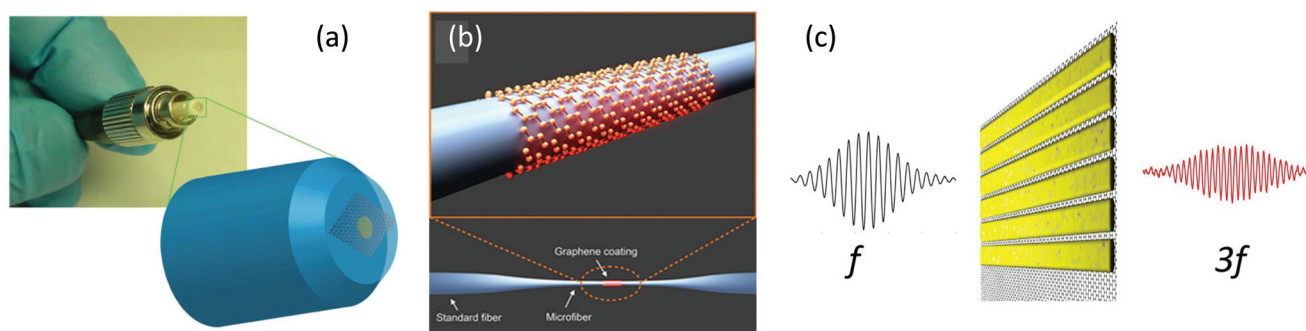 (a)
(b)
(c)
Graphene coating
Standard fiber
Microfiber
f
3f